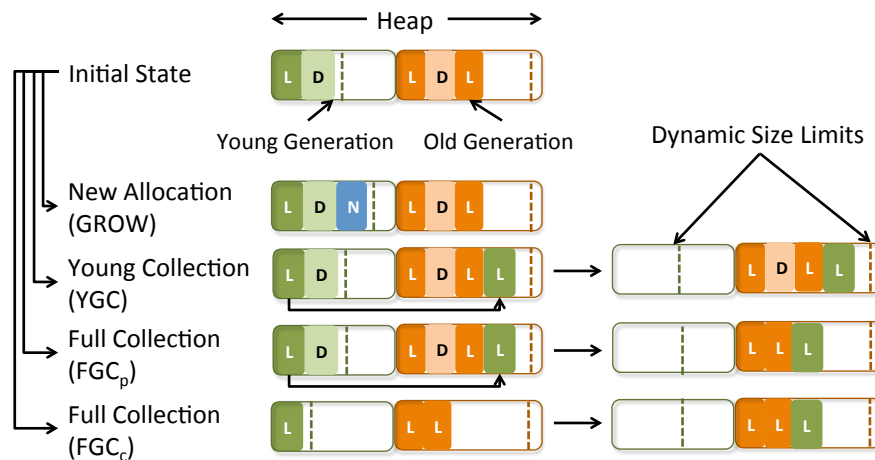 Heap
Initial State
L D L D L
Young Generation Old Generation
Dynamic Size Limits
New Allocation
(GROW)
L D N L D L
Young Collection
(YGC)
L D L D L L L D L L
Full Collection
(FGCp)
L D L D L L L L L
Full Collection
(FGCc)
L L L L L L